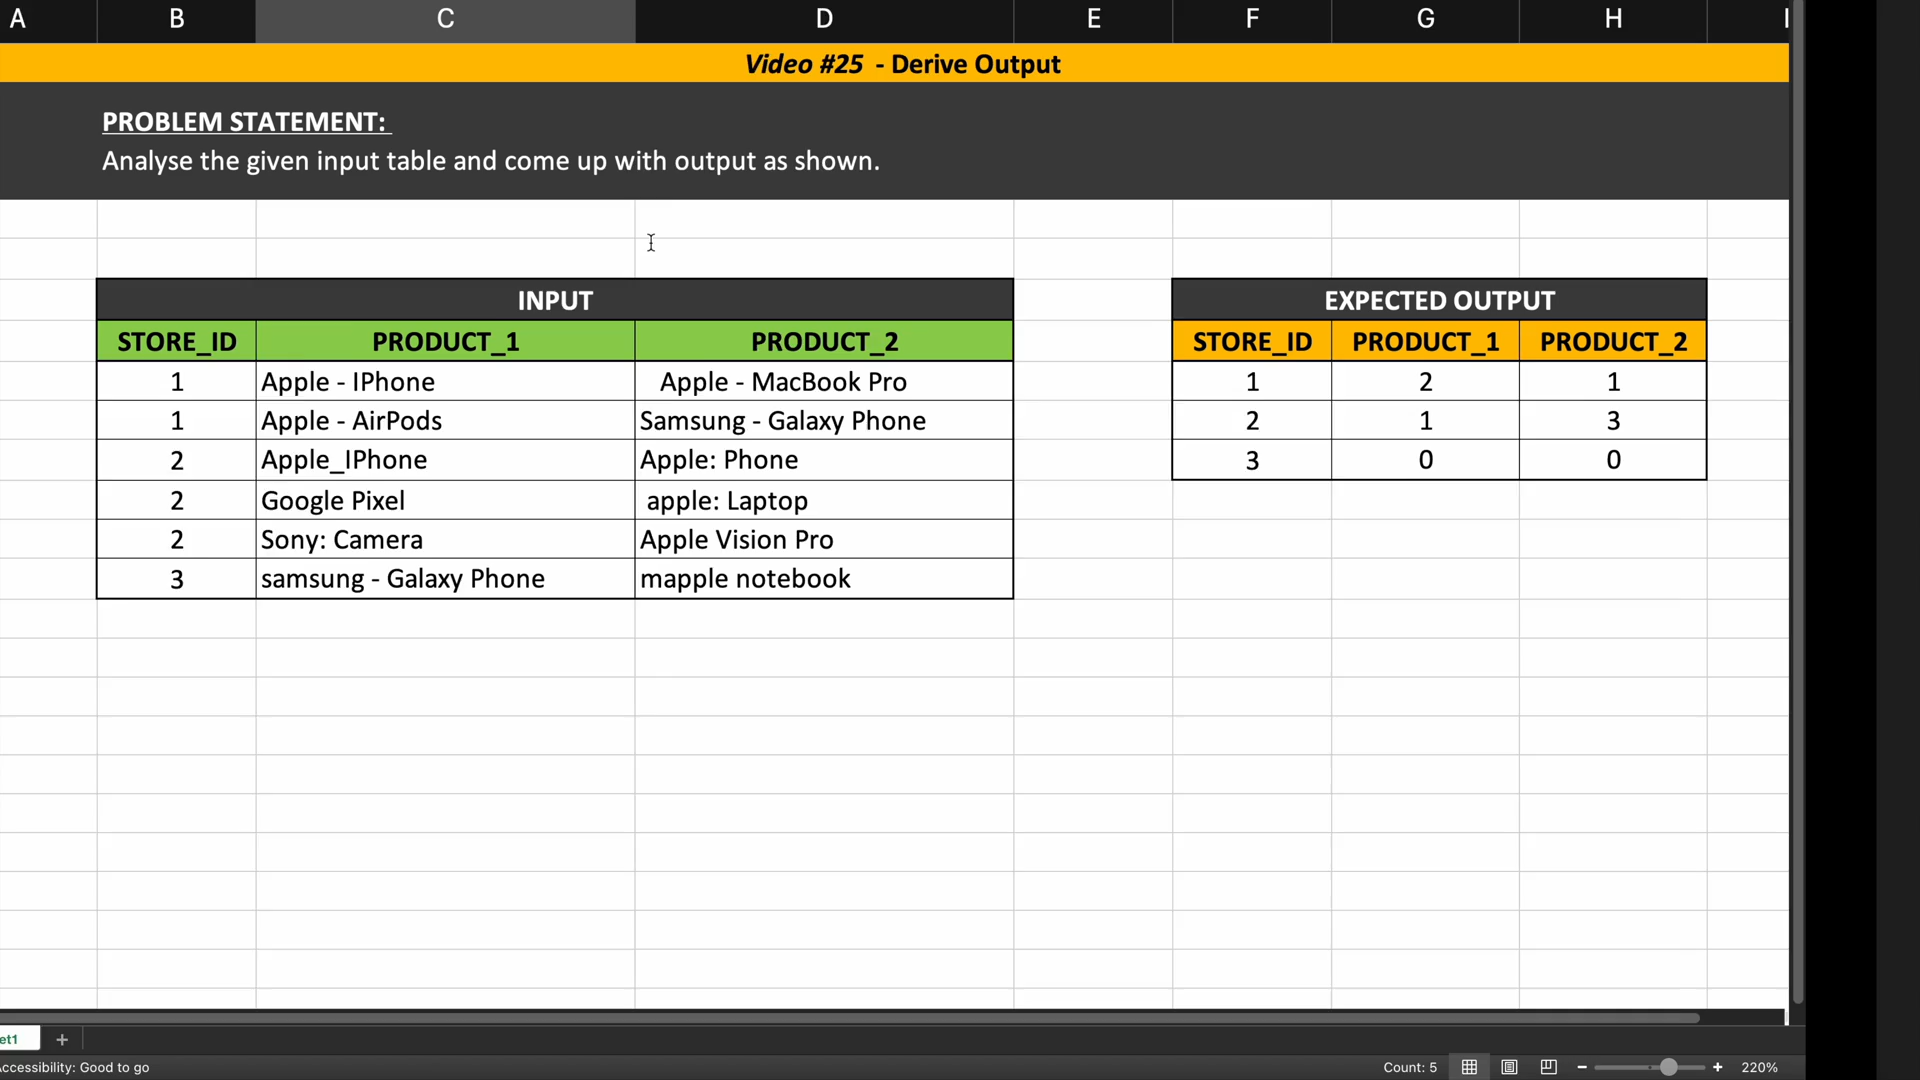 A B C D E F G H
Video #25 - Derive Output
PROBLEM STATEMENT:
Analyse the given input table and come up with output as shown.
INPUT
STORE_ID PRODUCT_1 PRODUCT_2
1 Apple - IPhone Apple - MacBook Pro
1 Apple - AirPods Samsung - Galaxy Phone
2 Apple_IPhone Apple: Phone
2 Google Pixel apple: Laptop
2 Sony: Camera Apple Vision Pro
3 samsung - Galaxy Phone mapple notebook
EXPECTED OUTPUT
STORE_ID PRODUCT_1 PRODUCT_2
1 2 1
2 1 3
3 0 0
et1 +
ccessibility: Good to go
Count: 5
- + 220%